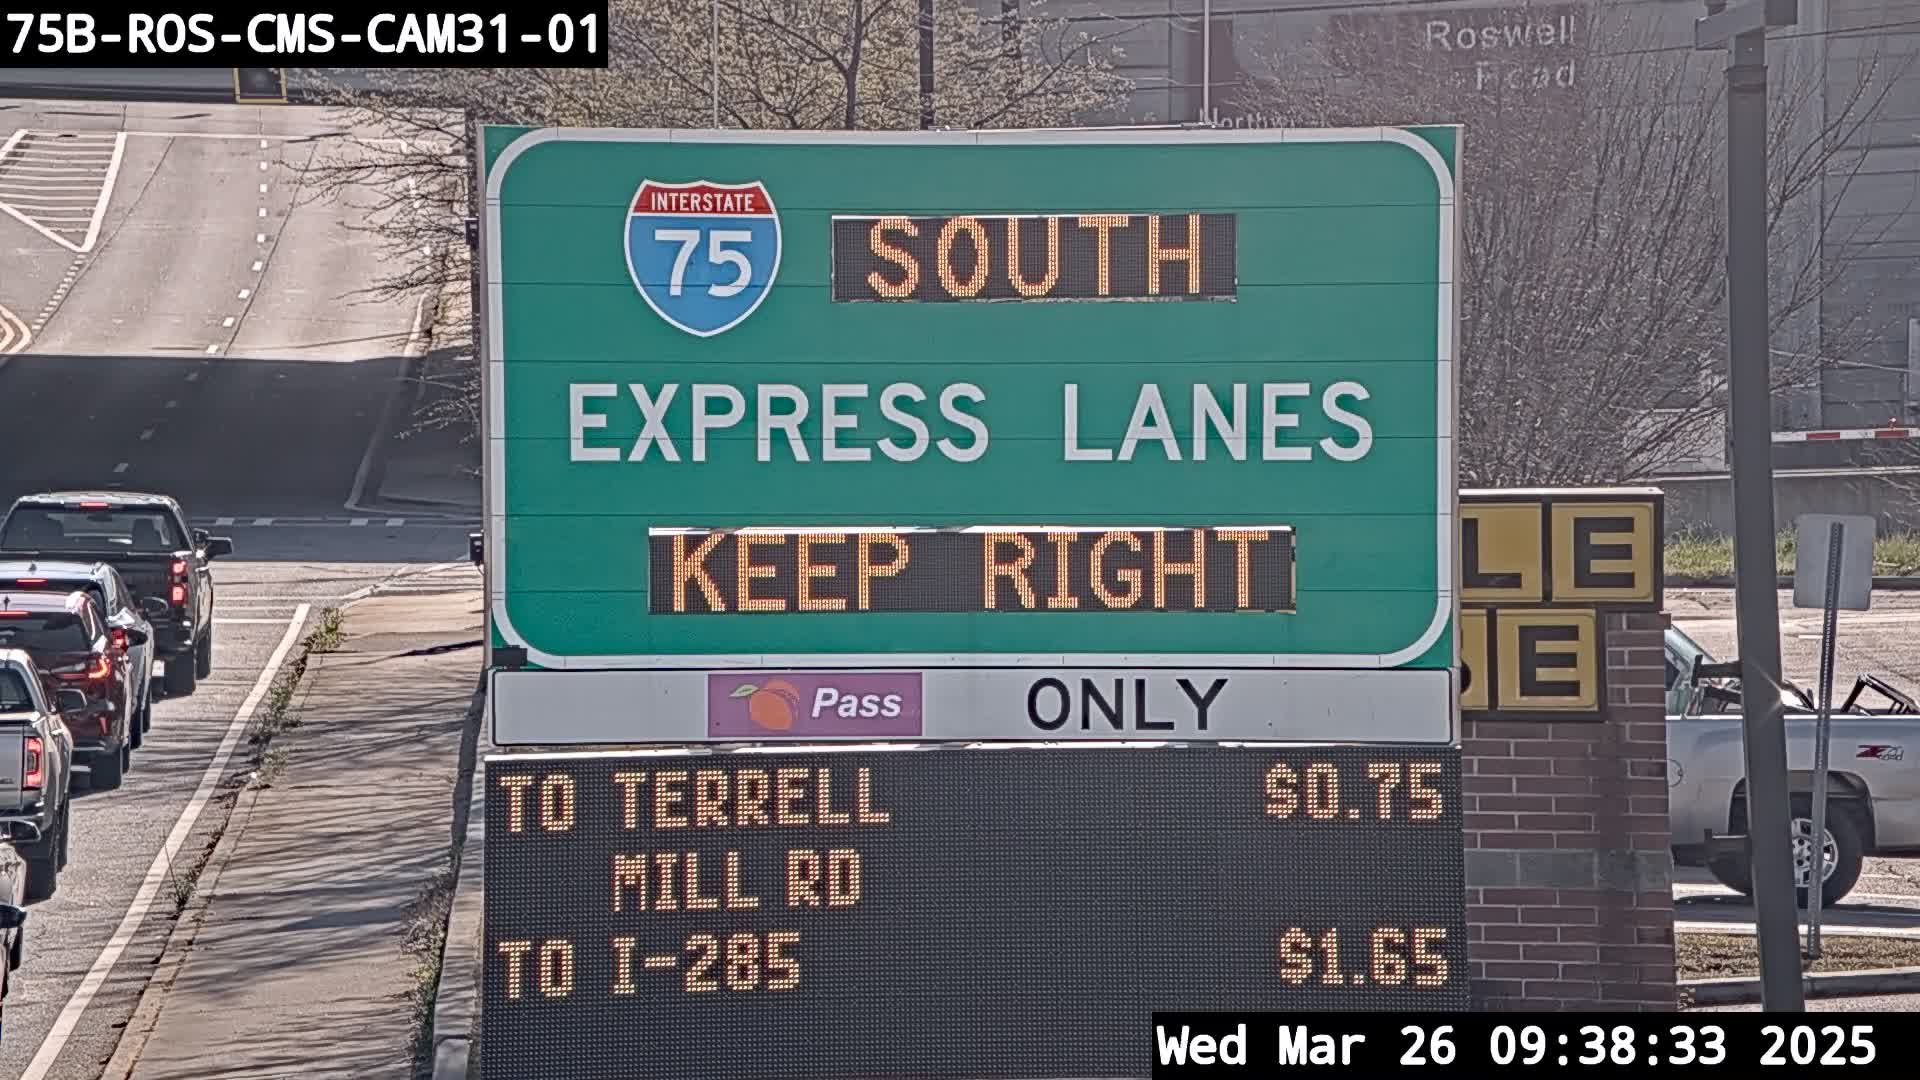 75B-ROS-CMS-CAM31-01
Roswell
Road
INTERSTATE
75
SOUTH
EXPRESS LANES
KEEP RIGHT
LE
E
Pass ONLY
TO TERRELL $0.75
MILL RD
TO I-285 $1.65
Wed Mar 26 09:38:33 2025